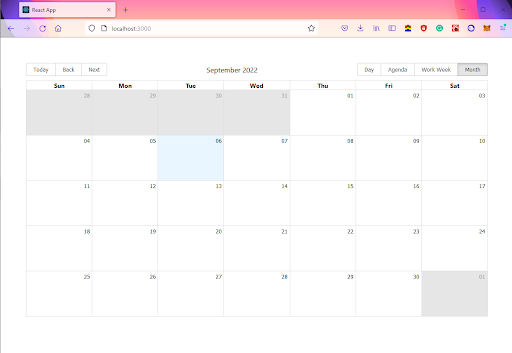 React App
localhost:3000
Today Back Next September 2022 Day Agenda Work Week Month
Sun Mon Tue Wed Thu Fri Sat
28 29 30 31 01 02 03
04 05 06 07 08 09 10
11 12 13 14 15 16 17
18 19 20 21 22 23 24
25 26 27 28 29 30 01